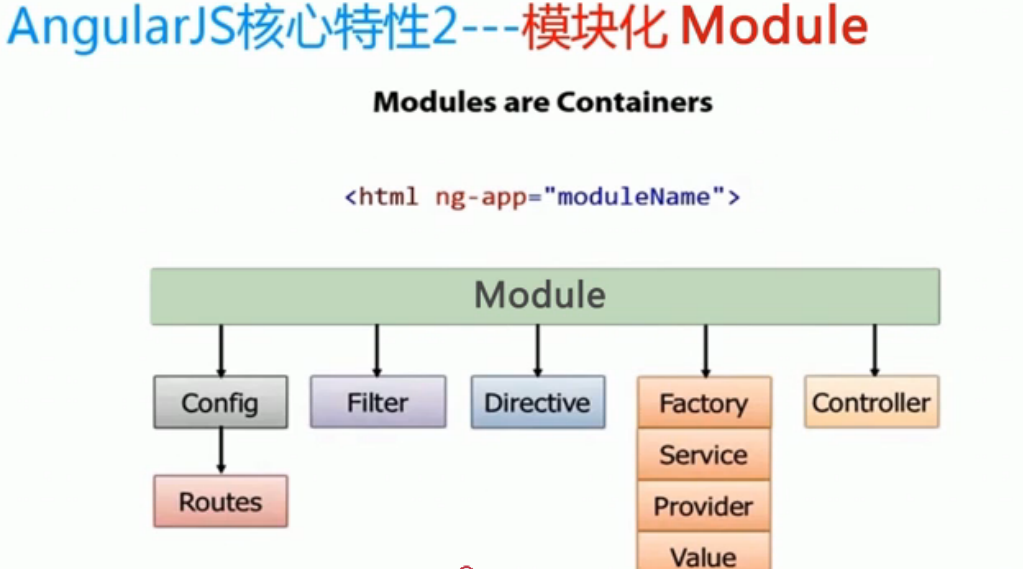 AngularJS核心特性2---模块化 Module
Modules are Containers
<html ng-app="moduleName">
Module
Config
Filter
Directive
Factory
Controller
Service
Routes
Provider
Value